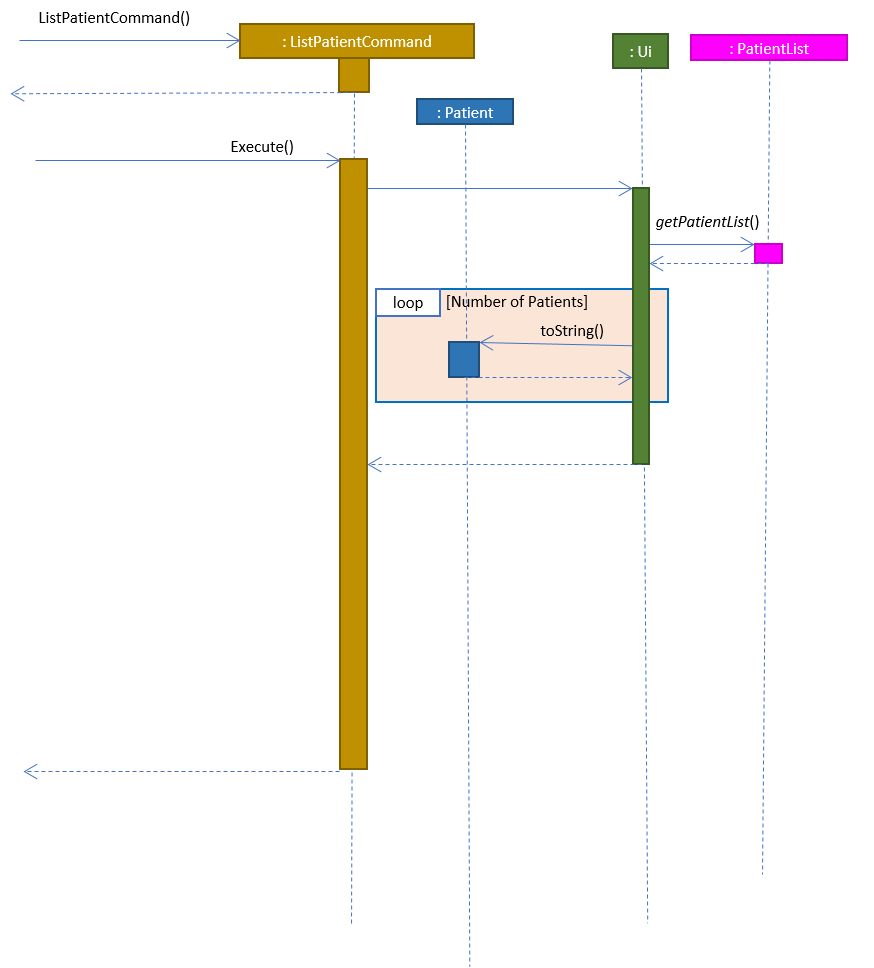 ListPatientCommand()
: ListPatientCommand
: Ui
: PatientList
: Patient
Execute()
getPatientList()
loop
[Number of Patients]
toString()